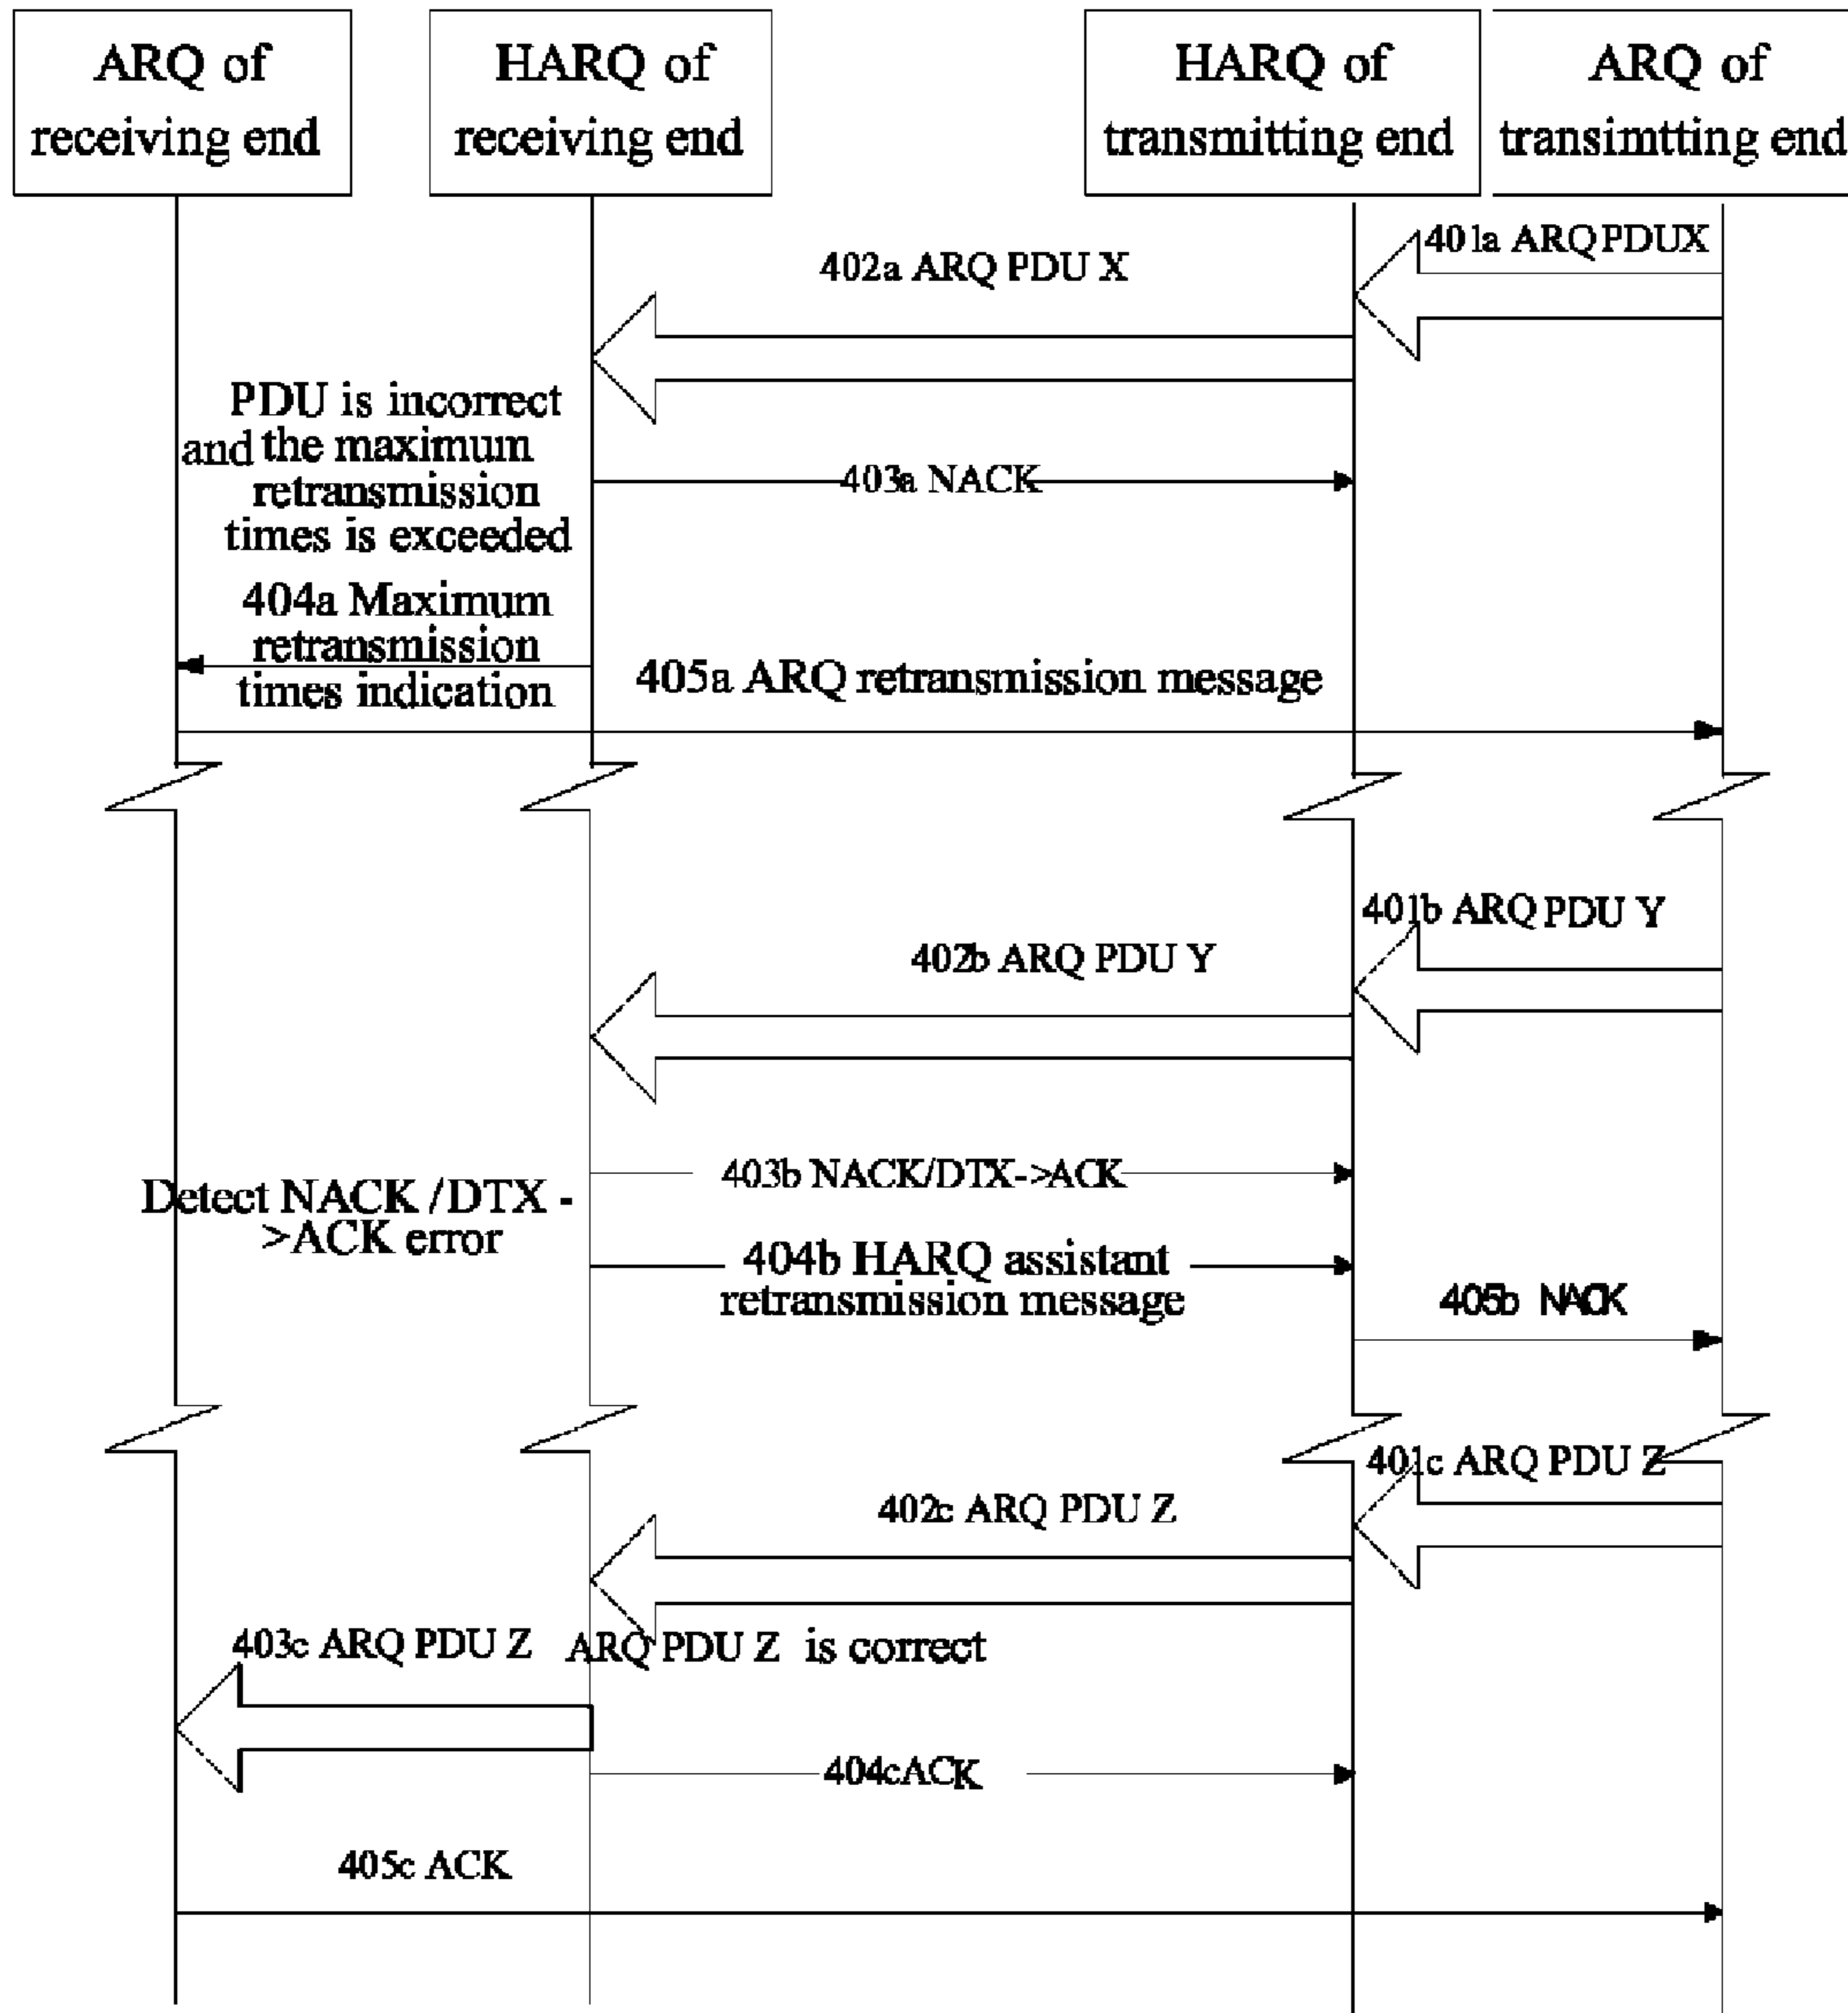 ARQ of
receiving end
HARQ of
receiving end
HARQ of
transmitting end
ARQ of
transimtting end
401a ARQ PDU X
402a ARQ PDU X
PDU is incorrect
and the maximum
retransmission
times is exceeded
403a NACK
404a Maximum
retransmission
times indication
405a ARQ retransmission message
401b ARQ PDU Y
402b ARQ PDU Y
403b NACK/DTX->ACK
Detect NACK /DTX -
>ACK error
404b HARQ assistant
retransmission message
405b NACK
401c ARQ PDU Z
402c ARQ PDU Z
403c ARQ PDU Z
ARQ PDU Z is correct
404cACK
405c ACK